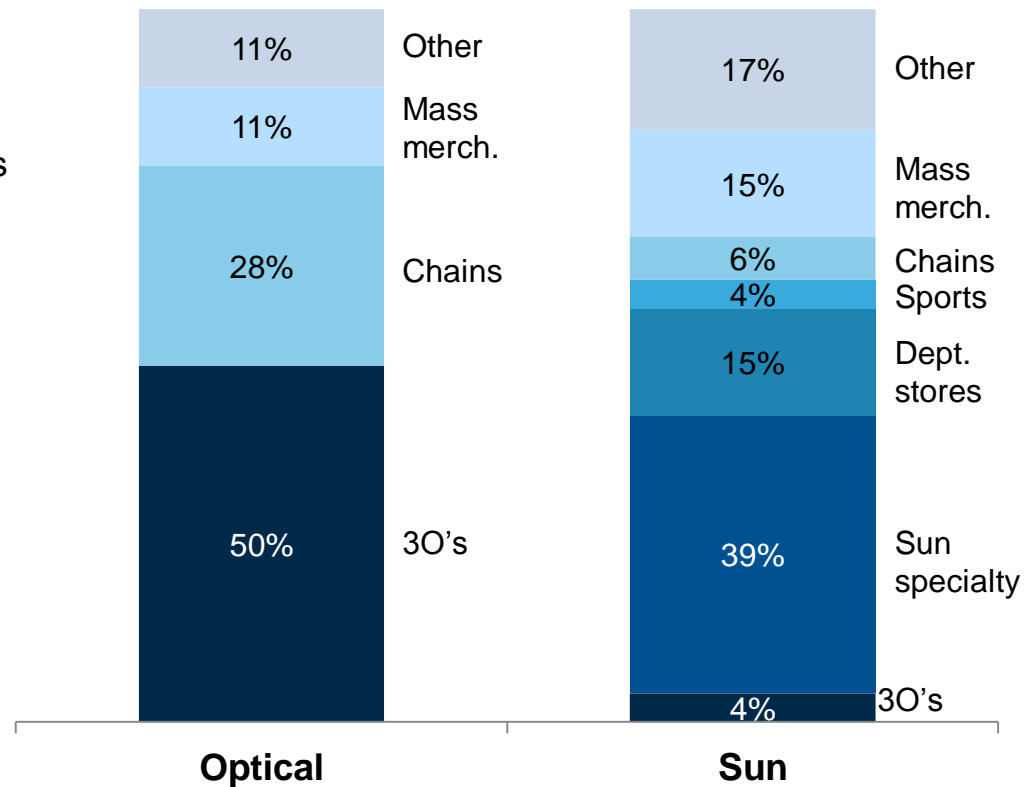 11%
Other
11%
Mass
merch.
s
28%
Chains
50%
3O's
Optical
17%
Other
15%
Mass
merch.
6%
Chains
4%
Sports
15%
Dept.
stores
39%
Sun
specialty
4%
3O's
Sun